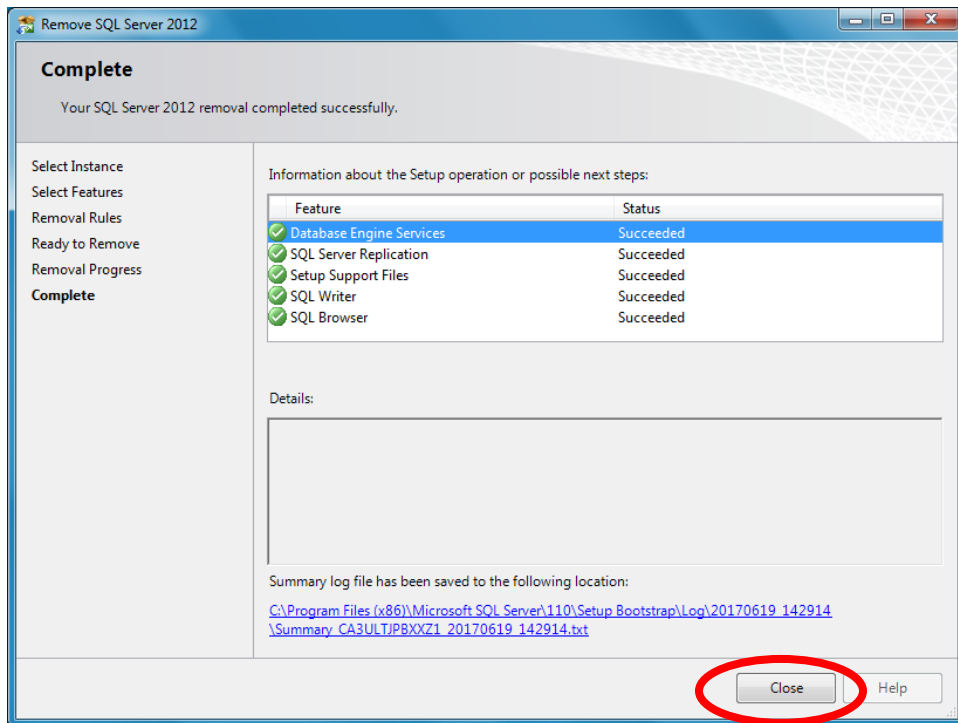 Remove SQL Server 2012
Complete
Your SQL Server 2012 removal completed successfully.
Select Instance
Select Features
Removal Rules
Ready to Remove
Removal Progress
Complete
Information about the Setup operation or possible next steps:
Feature Status
Database Engine Services Succeeded
SQL Server Replication Succeeded
Setup Support Files Succeeded
SQL Writer Succeeded
SQL Browser Succeeded
Details:
Summary log file has been saved to the following location:
C:\Program Files (x86)\Microsoft SQL Server\110\Setup Bootstrap\Log\20170619_142914
\Summary_CA3ULTJPBXXZ1_20170619_142914.txt
Close Help